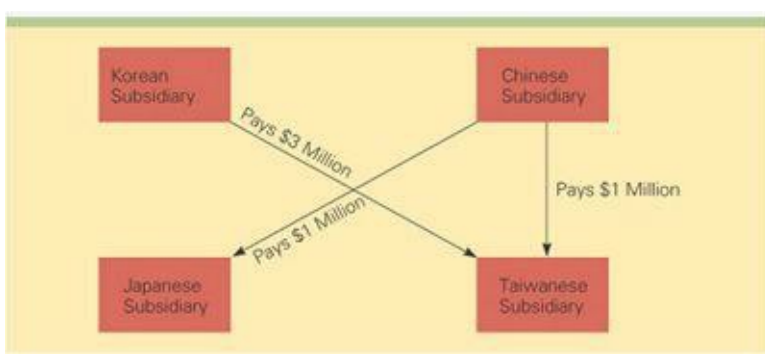 Korean
Subsidiary
Chinese
Subsidiary
Pays $3 Million
Pays $1 Million
Pays $1 Million
Japanese
Subsidiary
Taiwanese
Subsidiary